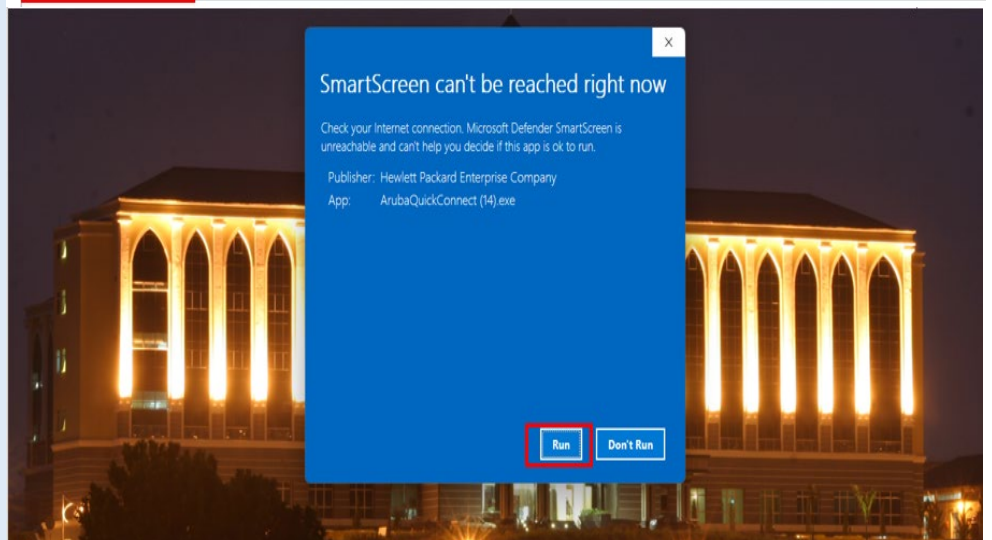 X
SmartScreen can't be reached right now
Check your Internet connection. Microsoft Defender SmartScreen is
unreachable and can't help you decide if this app is ok to run.
Publisher: Hewlett Packard Enterprise Company
App: ArubaQuickConnect (14).exe
Run Don't Run